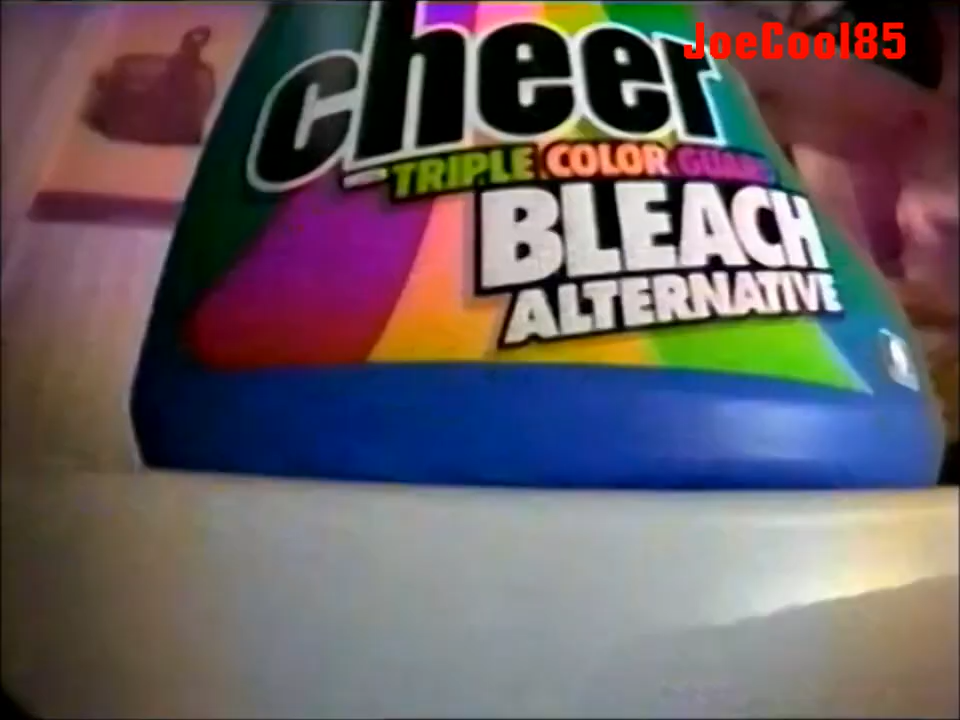 JoeCool85
cheer
TRIPLE COLOR GUARD
BLEACH
ALTERNATIVE